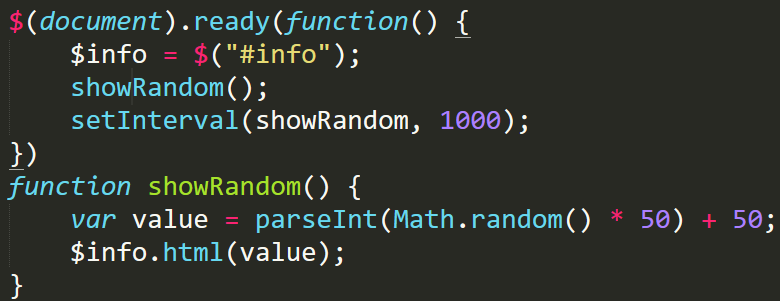 $(document).ready(function() {
    $info = $("#info");
    showRandom();
    setInterval(showRandom, 1000);
})
function showRandom() {
    var value = parseInt(Math.random() * 50) + 50;
    $info.html(value);
}